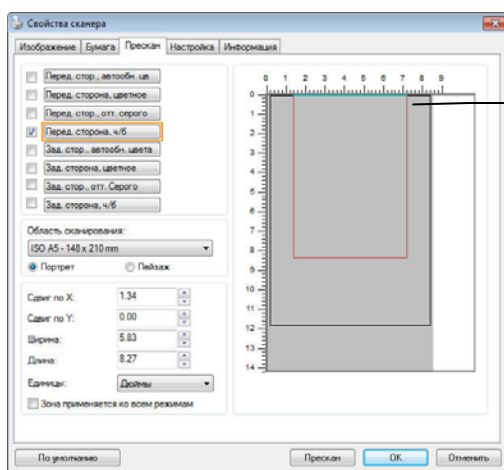 Свойства сканера
Изображение Бумага Прескан Настройка Информация
Перед. стор., автообн. цв
Перед. сторона, цветное
Перед. стор., отт. серого
Перед. сторона, ч/б
Зад. стор., автообн. цвета
Зад. сторона, цветное
Зад. стор., отт. Серого
Зад. сторона, ч/б
Область сканирования:
ISO A5 - 148 x 210 mm
Портрет Пейзаж
Сдвиг по X: 1.34
Сдвиг по Y: 0.00
Ширина: 5.83
Длина: 8.27
Единицы: Дюймы
Зона применяется ко всем режимам
0 1 2 3 4 5 6 7 8 9
0
1
2
3
4
5
6
7
8
9
10
11
12
13
14
По умолчанию Прескан OK Отменить